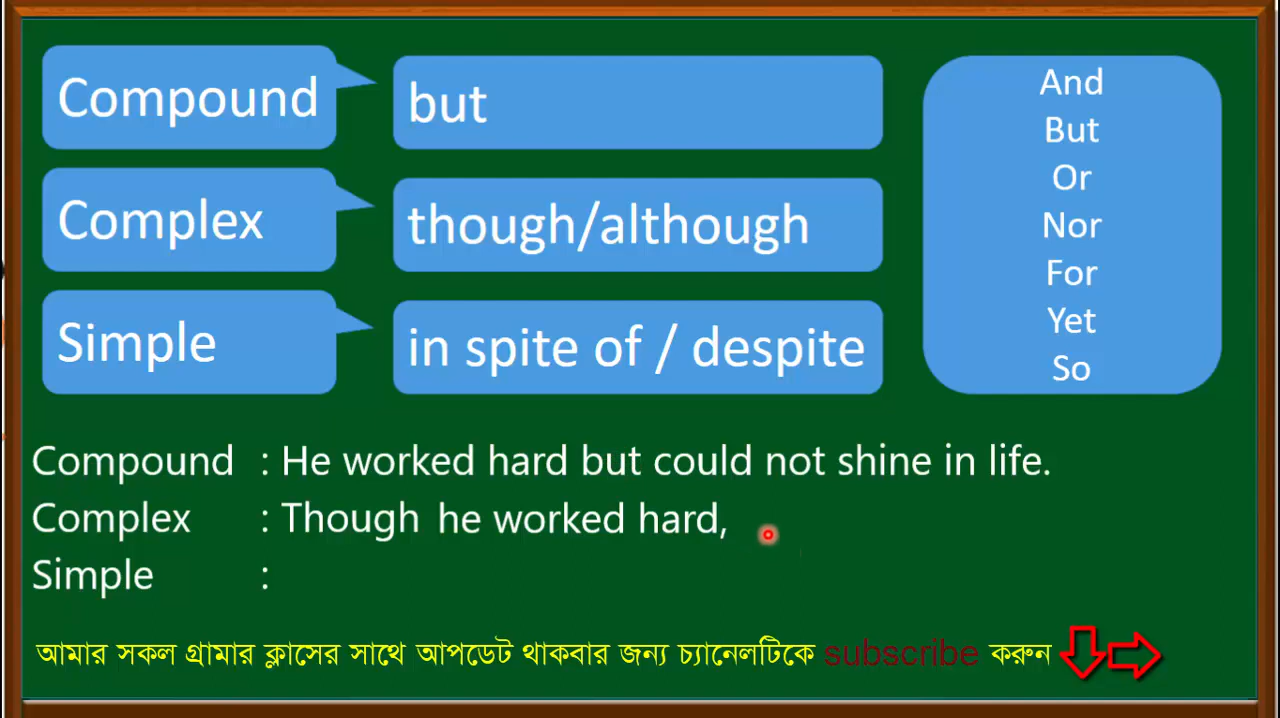 Compound but
Complex though/although
Simple in spite of / despite
And
But
Or
Nor
For
Yet
So
Compound : He worked hard but could not shine in life.
Complex : Though he worked hard,
Simple :
আমার সকল গ্রামার ক্লাসের সাথে আপডেট থাকবার জন্য চ্যানেলটিকে subscribe করুন